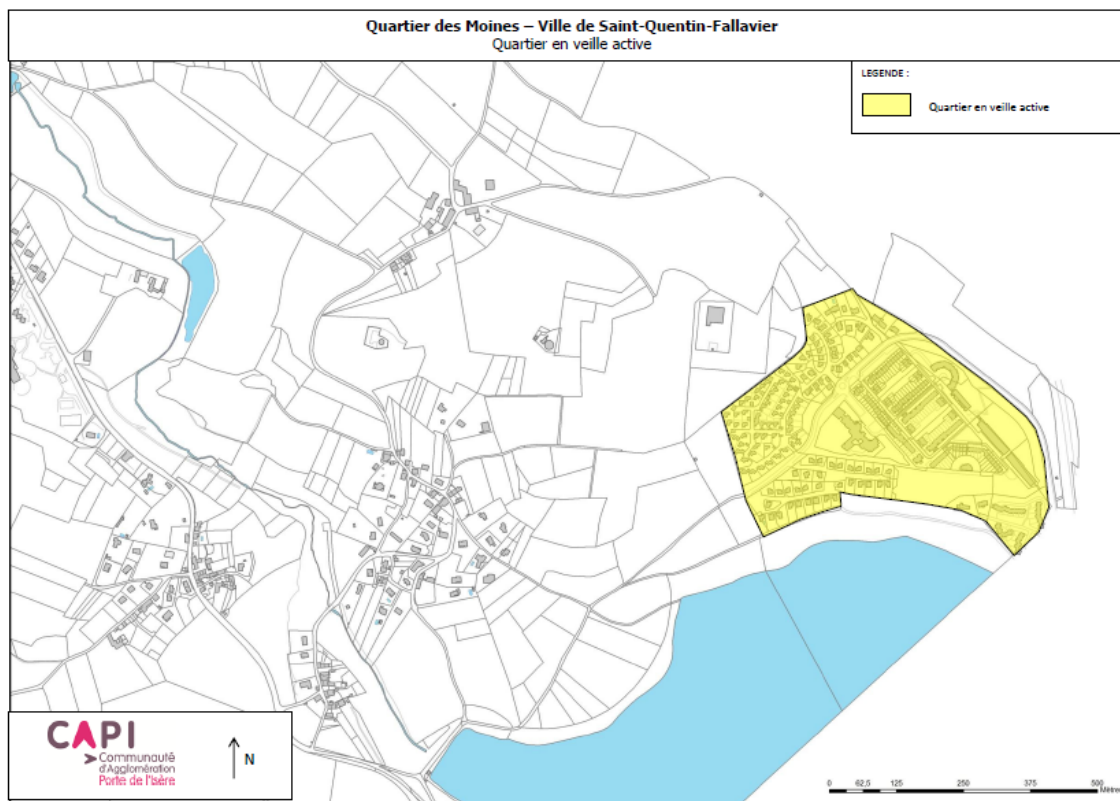 Quartier des Moines – Ville de Saint-Quentin-Fallavier
Quartier en veille active
LEGENDE :
Quartier en veille active
CAPI
Communauté
d'Agglomération
Porte de l'Isère
N
0 62,5 125 250 375 500
Mètres